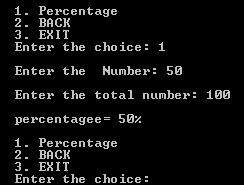 1. Percentage
2. BACK
3. EXIT
Enter the choice: 1
Enter the  Number: 50
Enter the total number: 100
percentagee= 50%
1. Percentage
2. BACK
3. EXIT
Enter the choice: